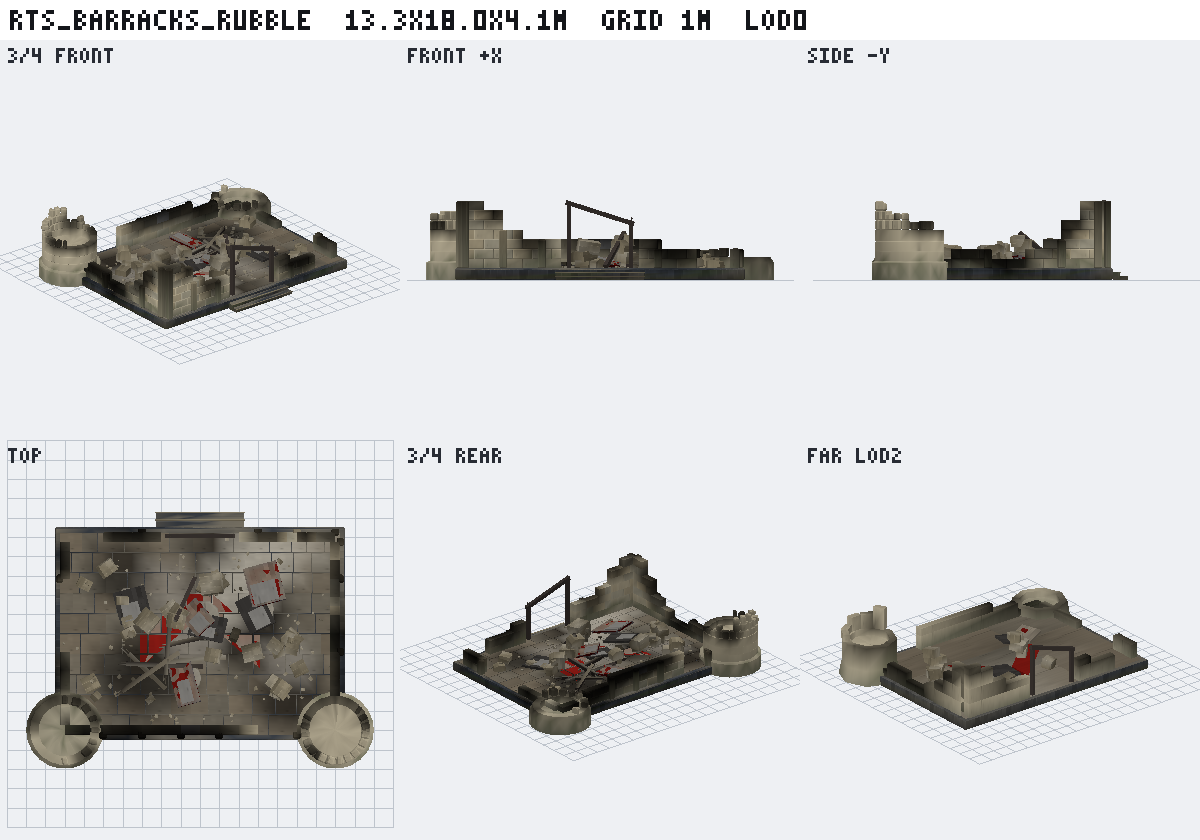 RTS_BARRACKS_RUBBLE 13.3X18.0X4.1M GRID 1M LOD0
3/4 FRONT
FRONT +X
SIDE -Y
TOP
3/4 REAR
FAR LOD2